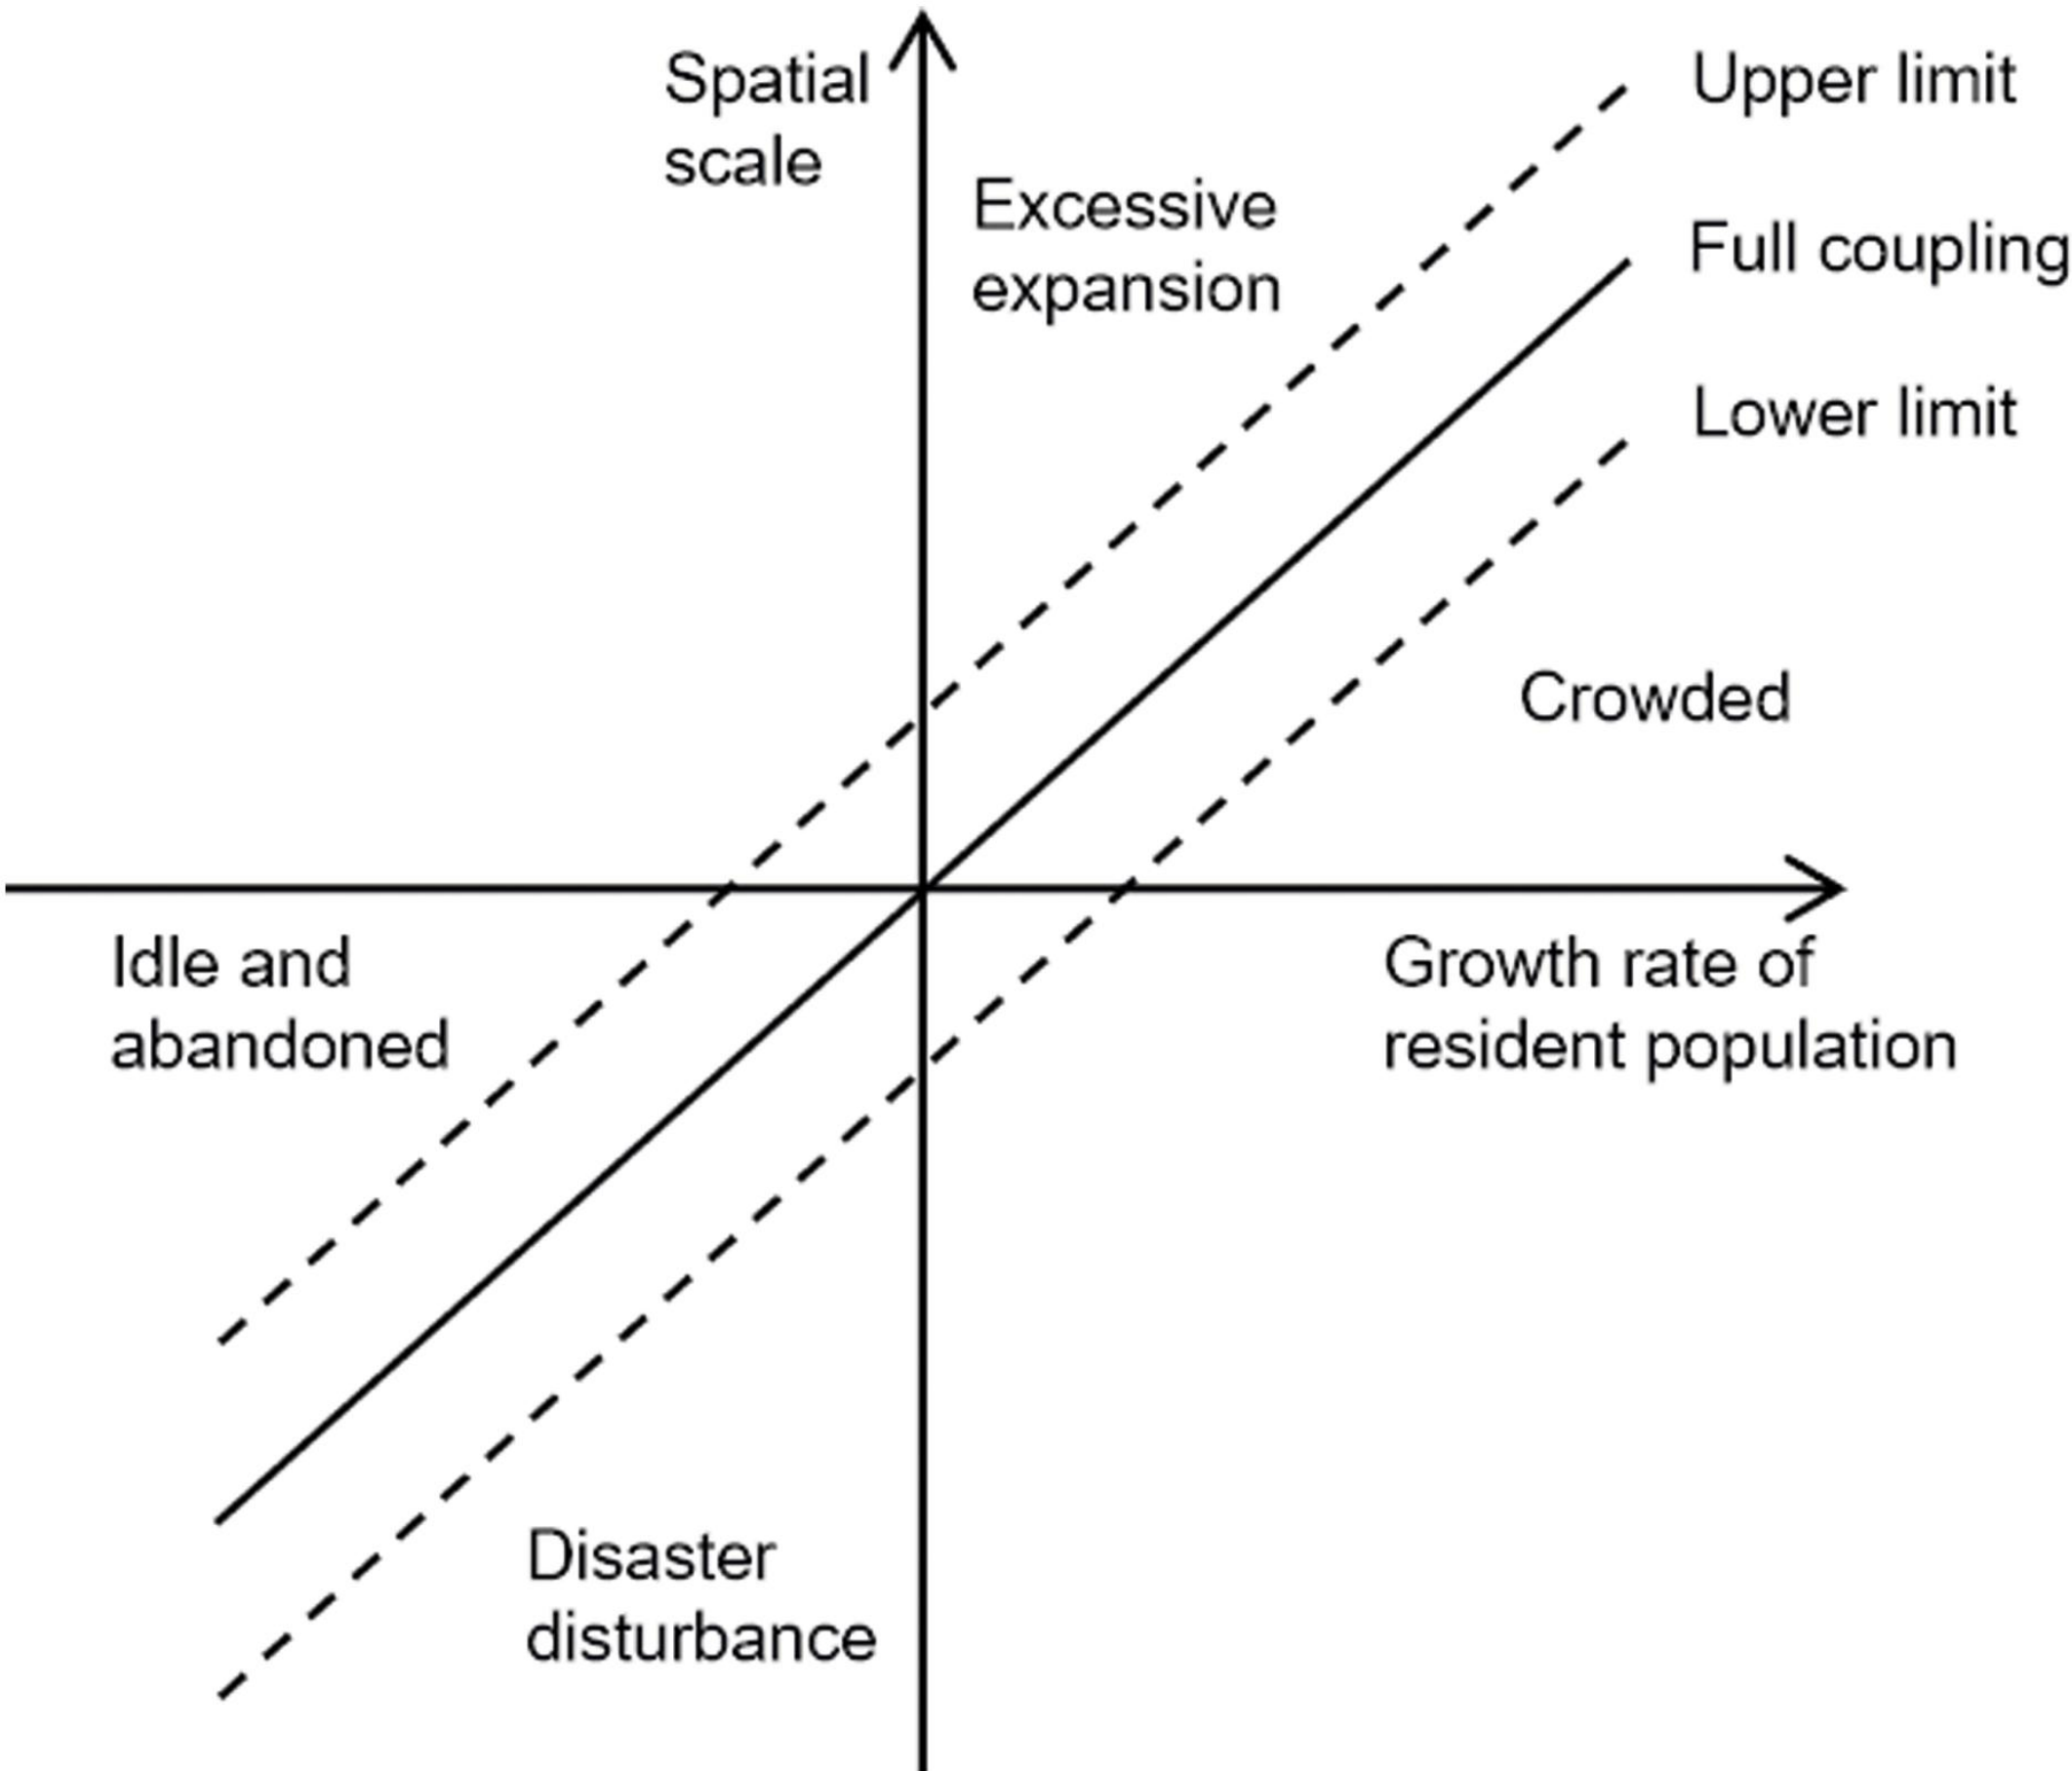 Spatial
scale
Upper limit
Excessive
expansion
Full coupling
Lower limit
Crowded
Idle and
abandoned
Growth rate of
resident population
Disaster
disturbance